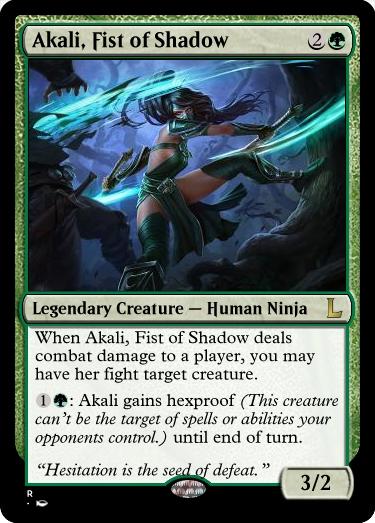 Akali, Fist of Shadow 2
Legendary Creature — Human Ninja L
When Akali, Fist of Shadow deals
combat damage to a player, you may
have her fight target creature.
1 : Akali gains hexproof (This creature
can't be the target of spells or abilities your
opponents control.) until end of turn.
"Hesitation is the seed of defeat."
3/2
R